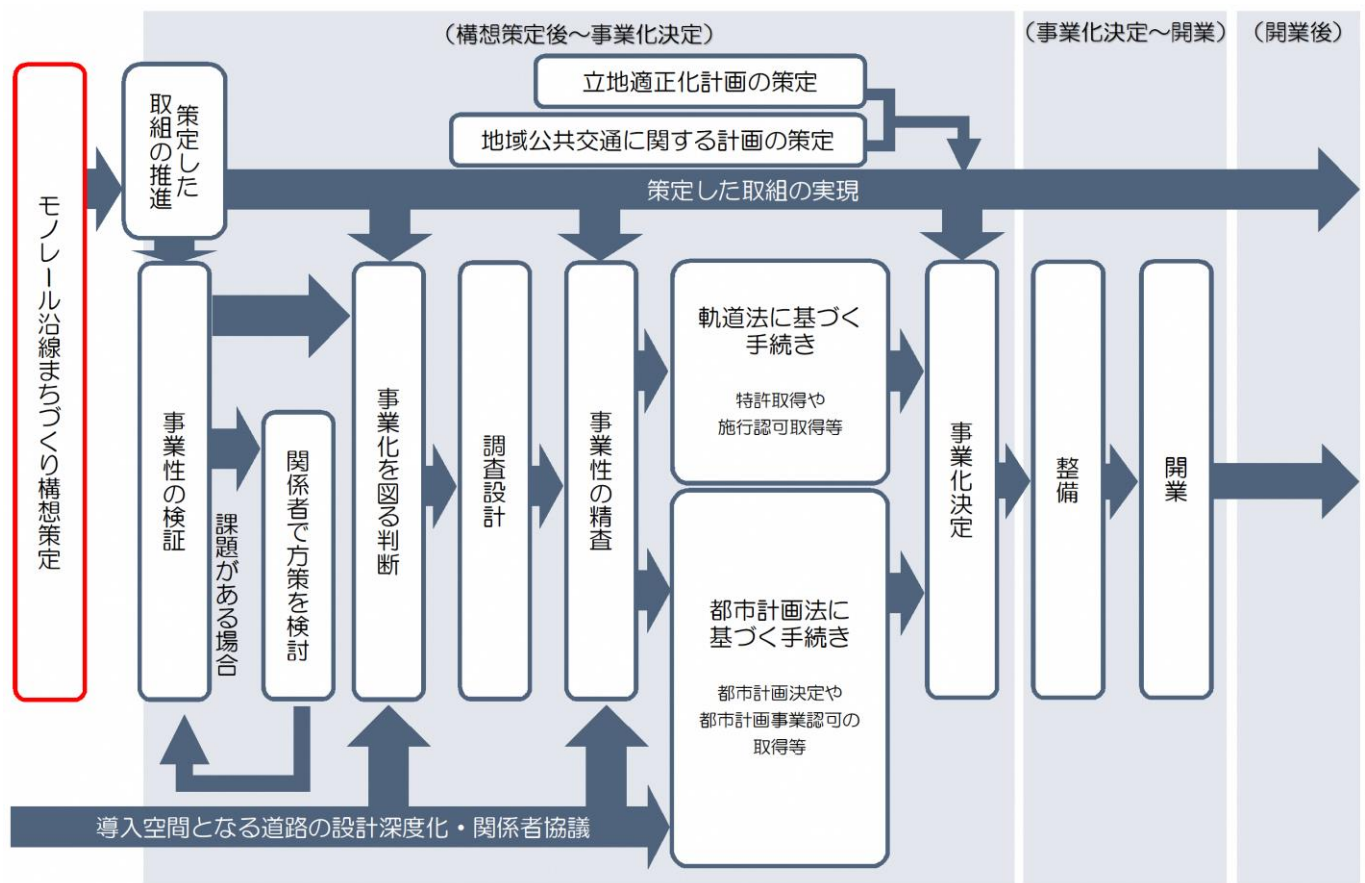 （構想策定後～事業化決定）
（事業化決定～開業）
（開業後）
モノレール沿線まちづくり構想策定
策定した
取組の推進
立地適正化計画の策定
地域公共交通に関する計画の策定
策定した取組の実現
事業性の検証
課題がある場合
関係者で方策を検討
事業化を図る判断
調査設計
事業性の精査
軌道法に基づく
手続き
特許取得や
施行認可取得等
都市計画法に
基づく手続き
都市計画決定や
都市計画事業認可の
取得等
事業化決定
整備
開業
導入空間となる道路の設計深度化・関係者協議